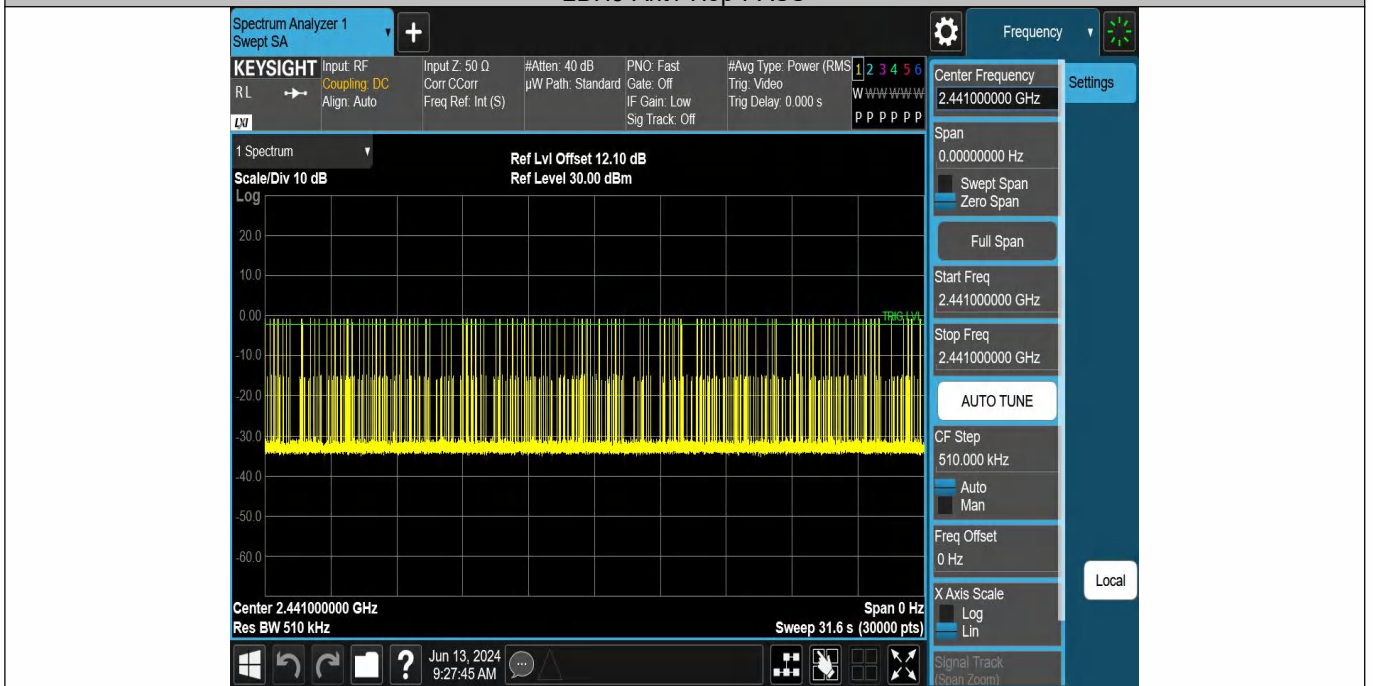 Spectrum Analyzer 1
Swept SA
+
Frequency
KEYSIGHT
RL
LXI
Input: RF
Coupling: DC
Align: Auto
Input Z: 50 Ω
Corr CCorr
Freq Ref: Int (S)
#Atten: 40 dB
µW Path: Standard
PNO: Fast
Gate: Off
IF Gain: Low
Sig Track: Off
#Avg Type: Power (RMS
Trig: Video
Trig Delay: 0.000 s
1 2 3 4 5 6
W W W W W W
P P P P P P
Center Frequency
2.441000000 GHz
Settings
Span
0.00000000 Hz
Swept Span
Zero Span
Full Span
Start Freq
2.441000000 GHz
Stop Freq
2.441000000 GHz
AUTO TUNE
CF Step
510.000 kHz
Auto
Man
Freq Offset
0 Hz
X Axis Scale
Log
Lin
Signal Track
(Span Zoom)
Local
1 Spectrum
Scale/Div 10 dB
Ref Lvl Offset 12.10 dB
Ref Level 30.00 dBm
Log
20.0
10.0
0.00
TRIG LVL
-10.0
-20.0
-30.0
-40.0
-50.0
-60.0
Center 2.441000000 GHz
Span 0 Hz
Res BW 510 kHz
Sweep 31.6 s (30000 pts)
?
Jun 13, 2024
9:27:45 AM